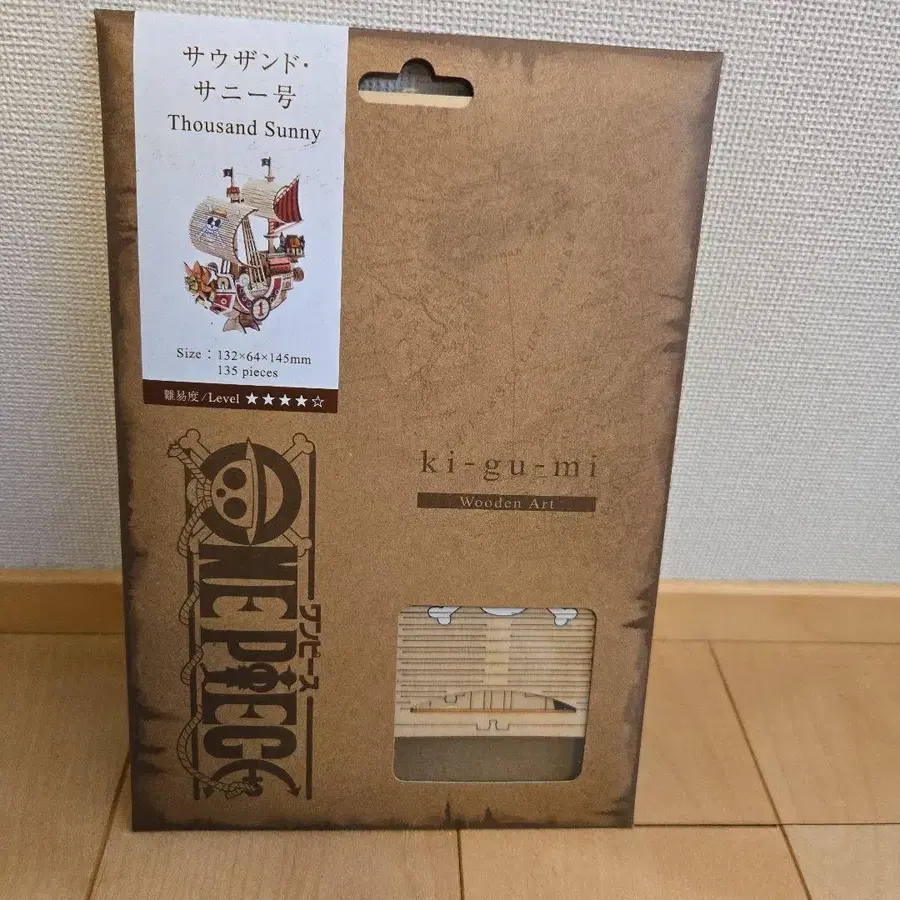 サウザンド・
サニー号
Thousand Sunny
Size：132×64×145mm
135 pieces
難易度/Level ★★★★☆
ki-gu-mi
Wooden Art
ONE PIECE
ワンピース